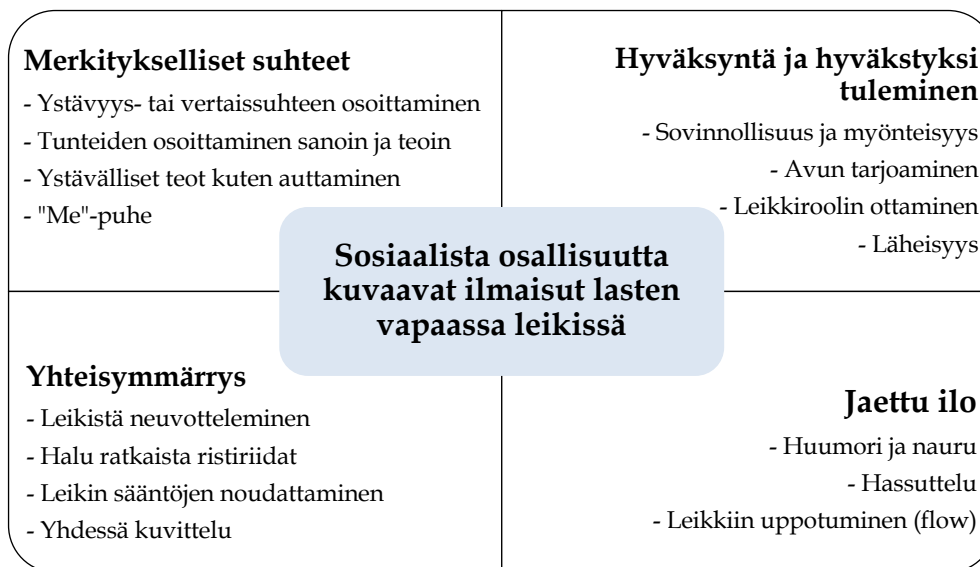 Merkitykselliset suhteet
- Ystävyys- tai vertaissuhteen osoittaminen
- Tunteiden osoittaminen sanoin ja teoin
- Ystävälliset teot kuten auttaminen
- "Me"-puhe
Hyväksyntä ja hyväkstyksi
tuleminen
- Sovinnollisuus ja myönteisyys
- Avun tarjoaminen
- Leikkiroolin ottaminen
- Läheisyys
Sosiaalista osallisuutta
kuvaavat ilmaisut lasten
vapaassa leikissä
Yhteisymmärrys
- Leikistä neuvotteleminen
- Halu ratkaista ristiriidat
- Leikin sääntöjen noudattaminen
- Yhdessä kuvittelu
Jaettu ilo
- Huumori ja nauru
- Hassuttelu
- Leikkiin uppotuminen (flow)